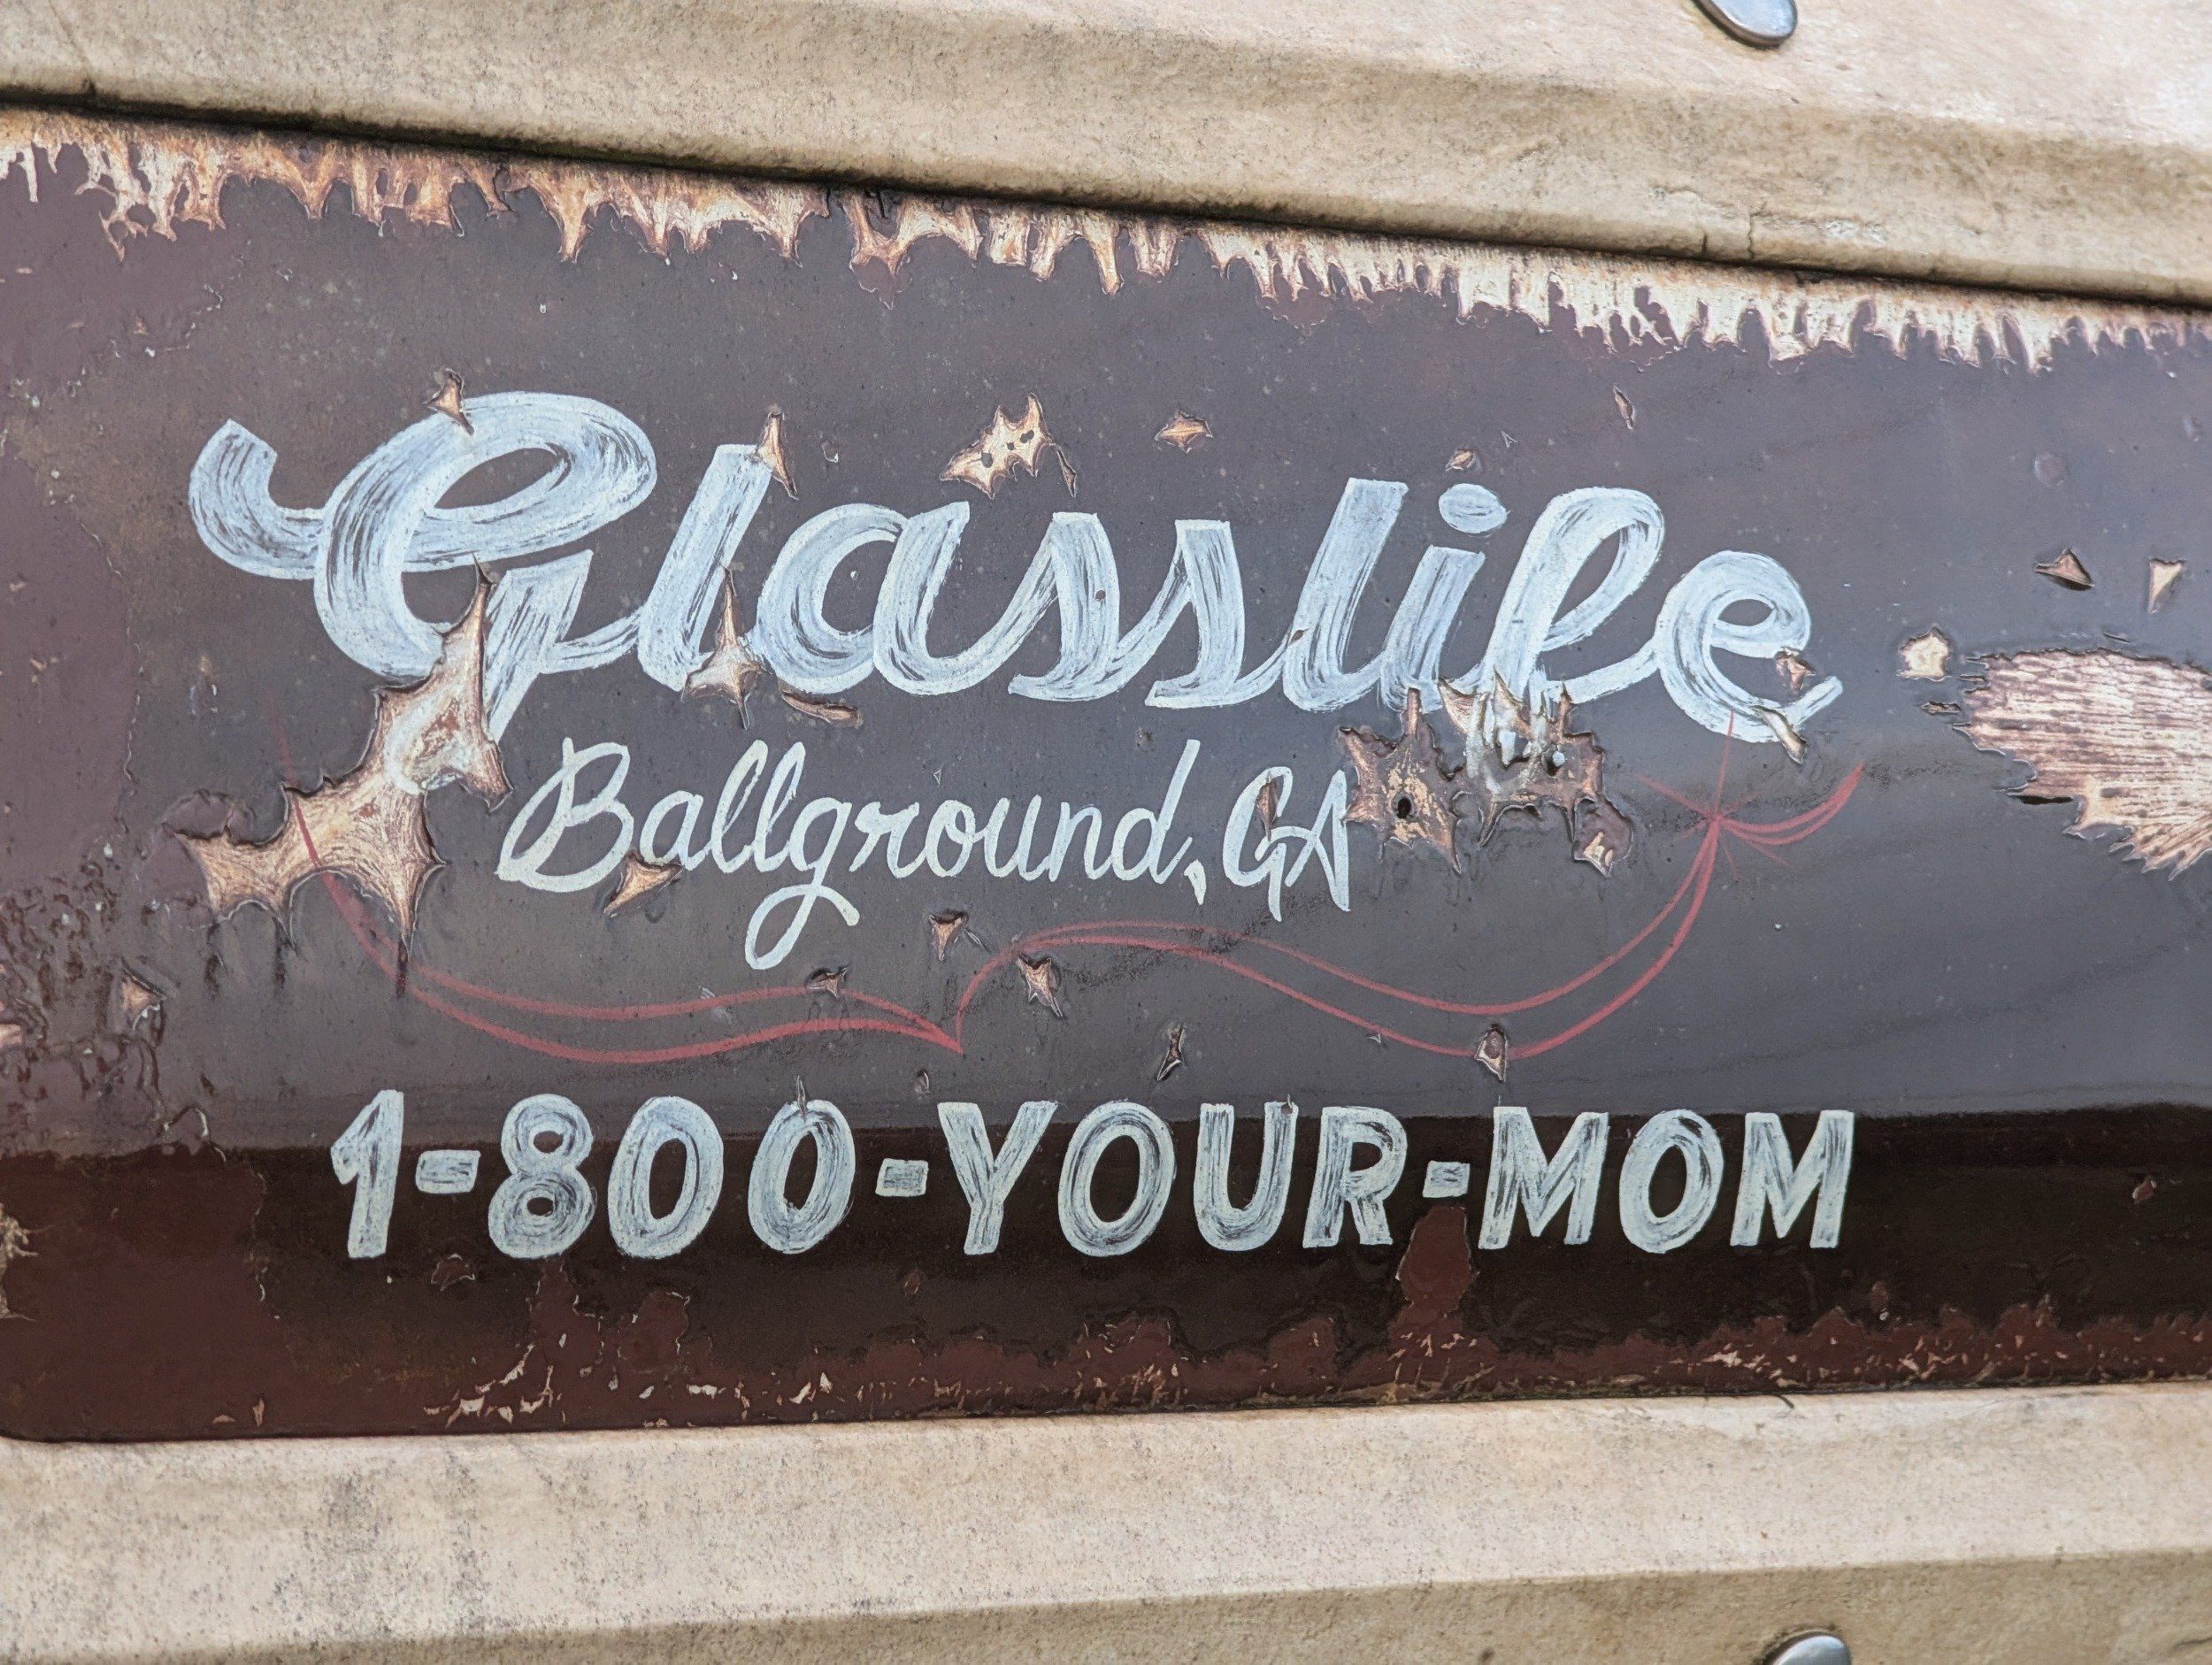 Glasslife
Ballground, GA
1-800-YOUR-MOM